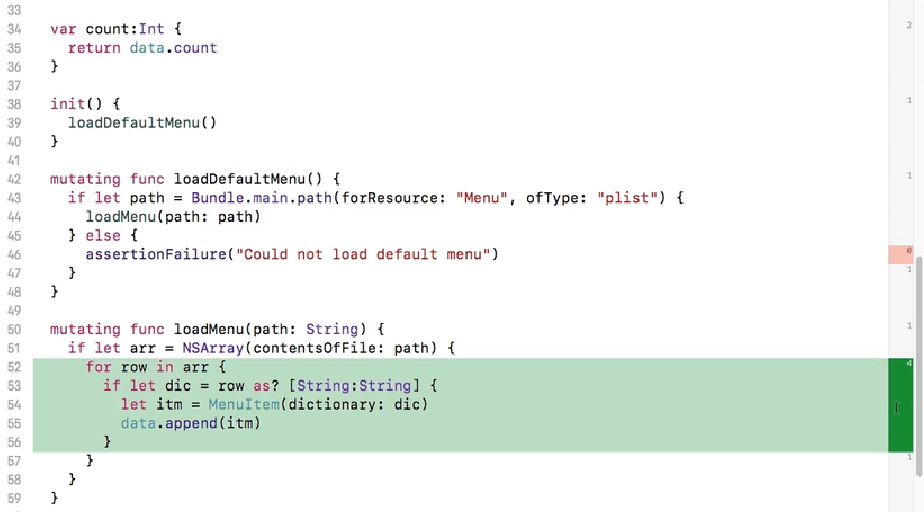 33
34 var count:Int { 2
35 return data.count
36 }
37
38 init() { 1
39 loadDefaultMenu()
40 }
41
42 mutating func loadDefaultMenu() { 1
43 if let path = Bundle.main.path(forResource: "Menu", ofType: "plist") {
44 loadMenu(path: path)
45 } else {
46 assertionFailure("Could not load default menu") 0
47 } 1
48 }
49
50 mutating func loadMenu(path: String) { 1
51 if let arr = NSArray(contentsOfFile: path) {
52 for row in arr { 4
53 if let dic = row as? [String:String] {
54 let itm = MenuItem(dictionary: dic)
55 data.append(itm)
56 }
57 } 1
58 }
59 }